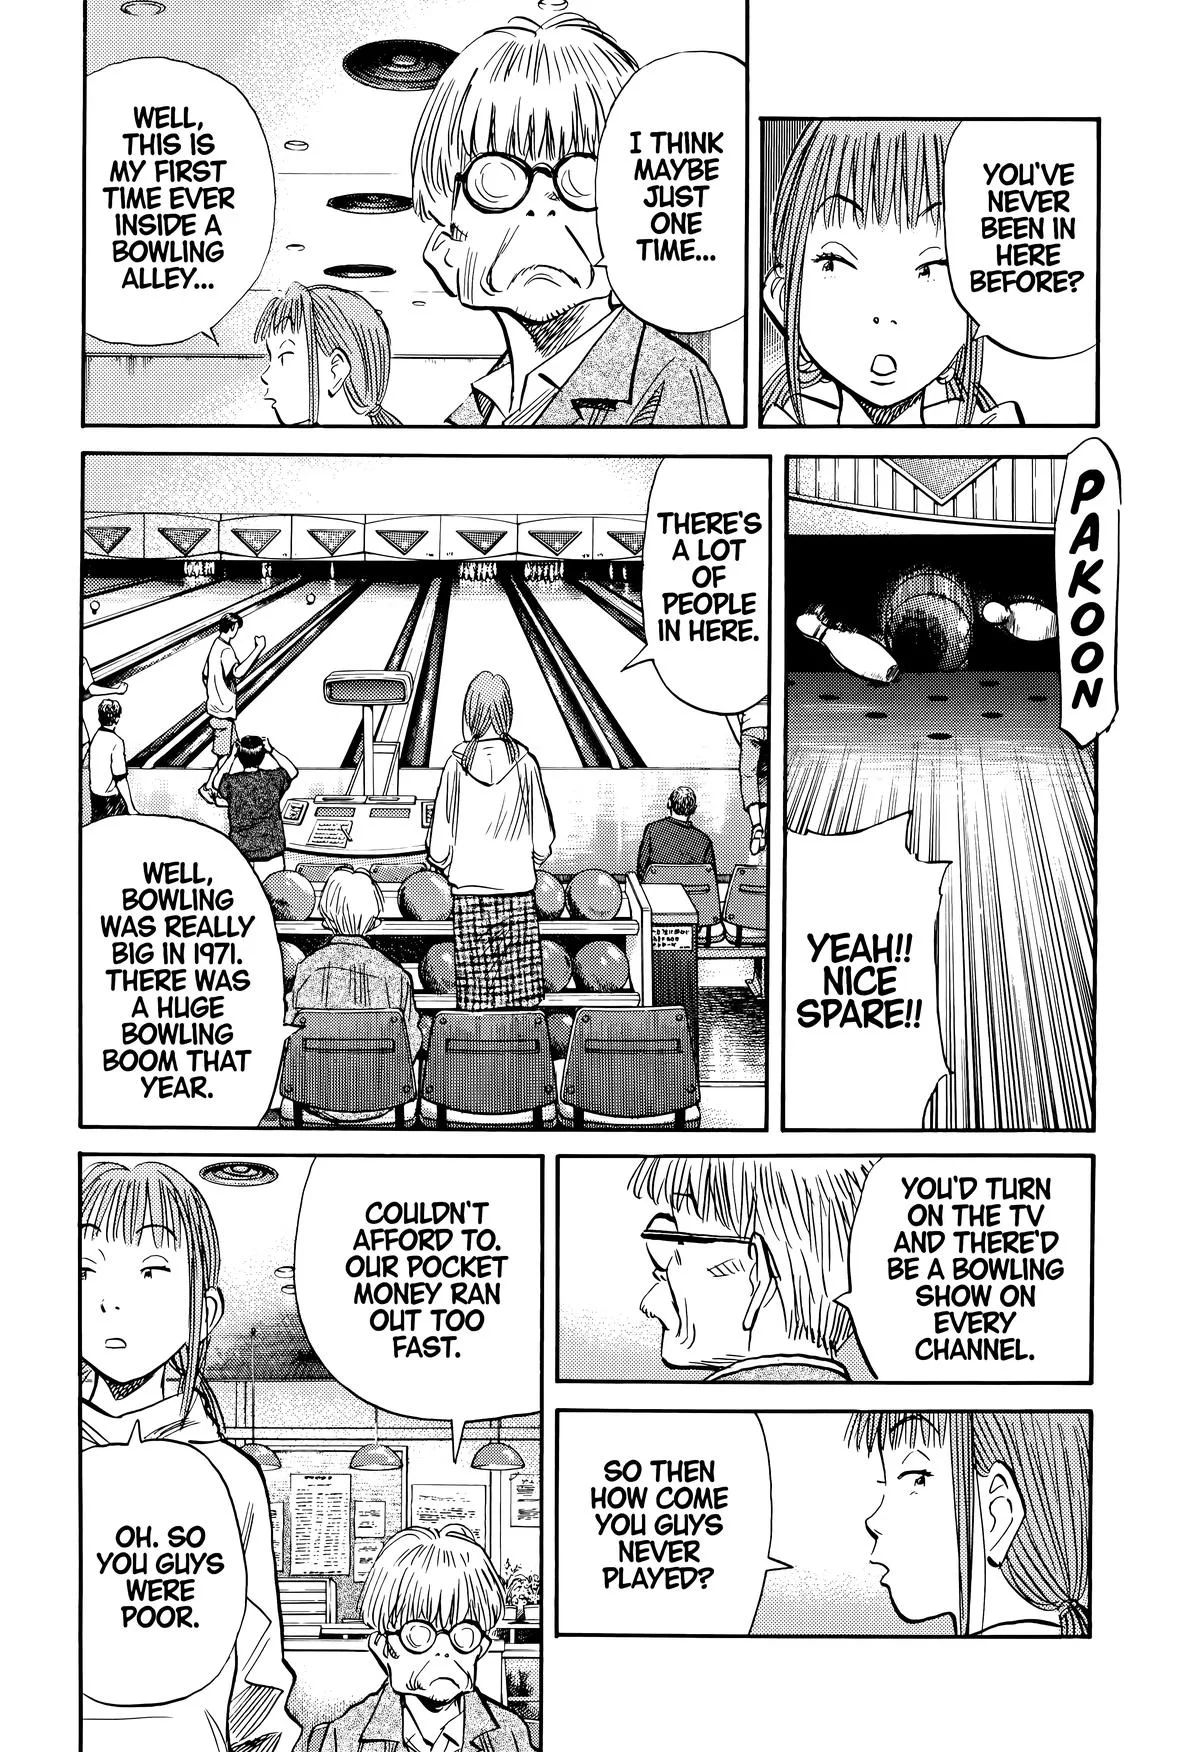 YOU'VE
NEVER
BEEN IN
HERE
BEFORE?
I THINK
MAYBE
JUST
ONE
TIME...
WELL,
THIS IS
MY FIRST
TIME EVER
INSIDE A
BOWLING
ALLEY...
PAKOON
YEAH!!
NICE
SPARE!!
THERE'S
A LOT
OF
PEOPLE
IN HERE.
WELL,
BOWLING
WAS REALLY
BIG IN 1971.
THERE WAS
A HUGE
BOWLING
BOOM THAT
YEAR.
YOU'D TURN
ON THE TV
AND THERE'D
BE A BOWLING
SHOW ON
EVERY
CHANNEL.
SO THEN
HOW COME
YOU GUYS
NEVER
PLAYED?
COULDN'T
AFFORD TO.
OUR POCKET
MONEY RAN
OUT TOO
FAST.
OH. SO
YOU GUYS
WERE
POOR.